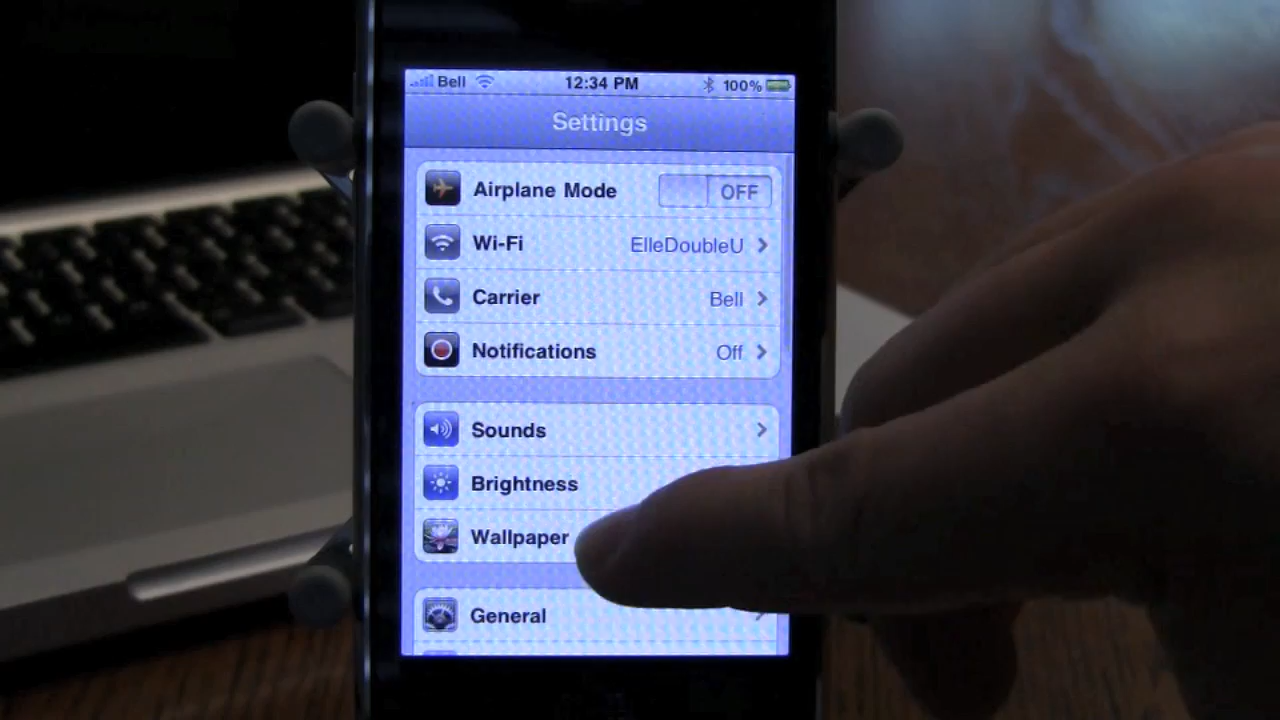 Bell 12:34 PM 100%
Settings
Airplane Mode OFF
Wi-Fi ElleDoubleU
Carrier Bell
Notifications Off
Sounds
Brightness
Wallpaper
General